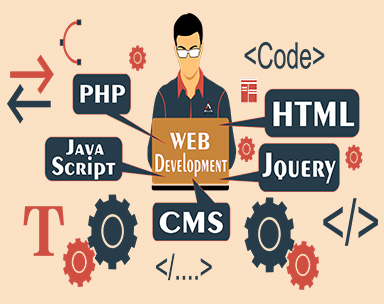 <Code>
PHP
HTML
WEB
Development
JAVA
SCRIPT
JQUERY
CMS
T
</>
</....>